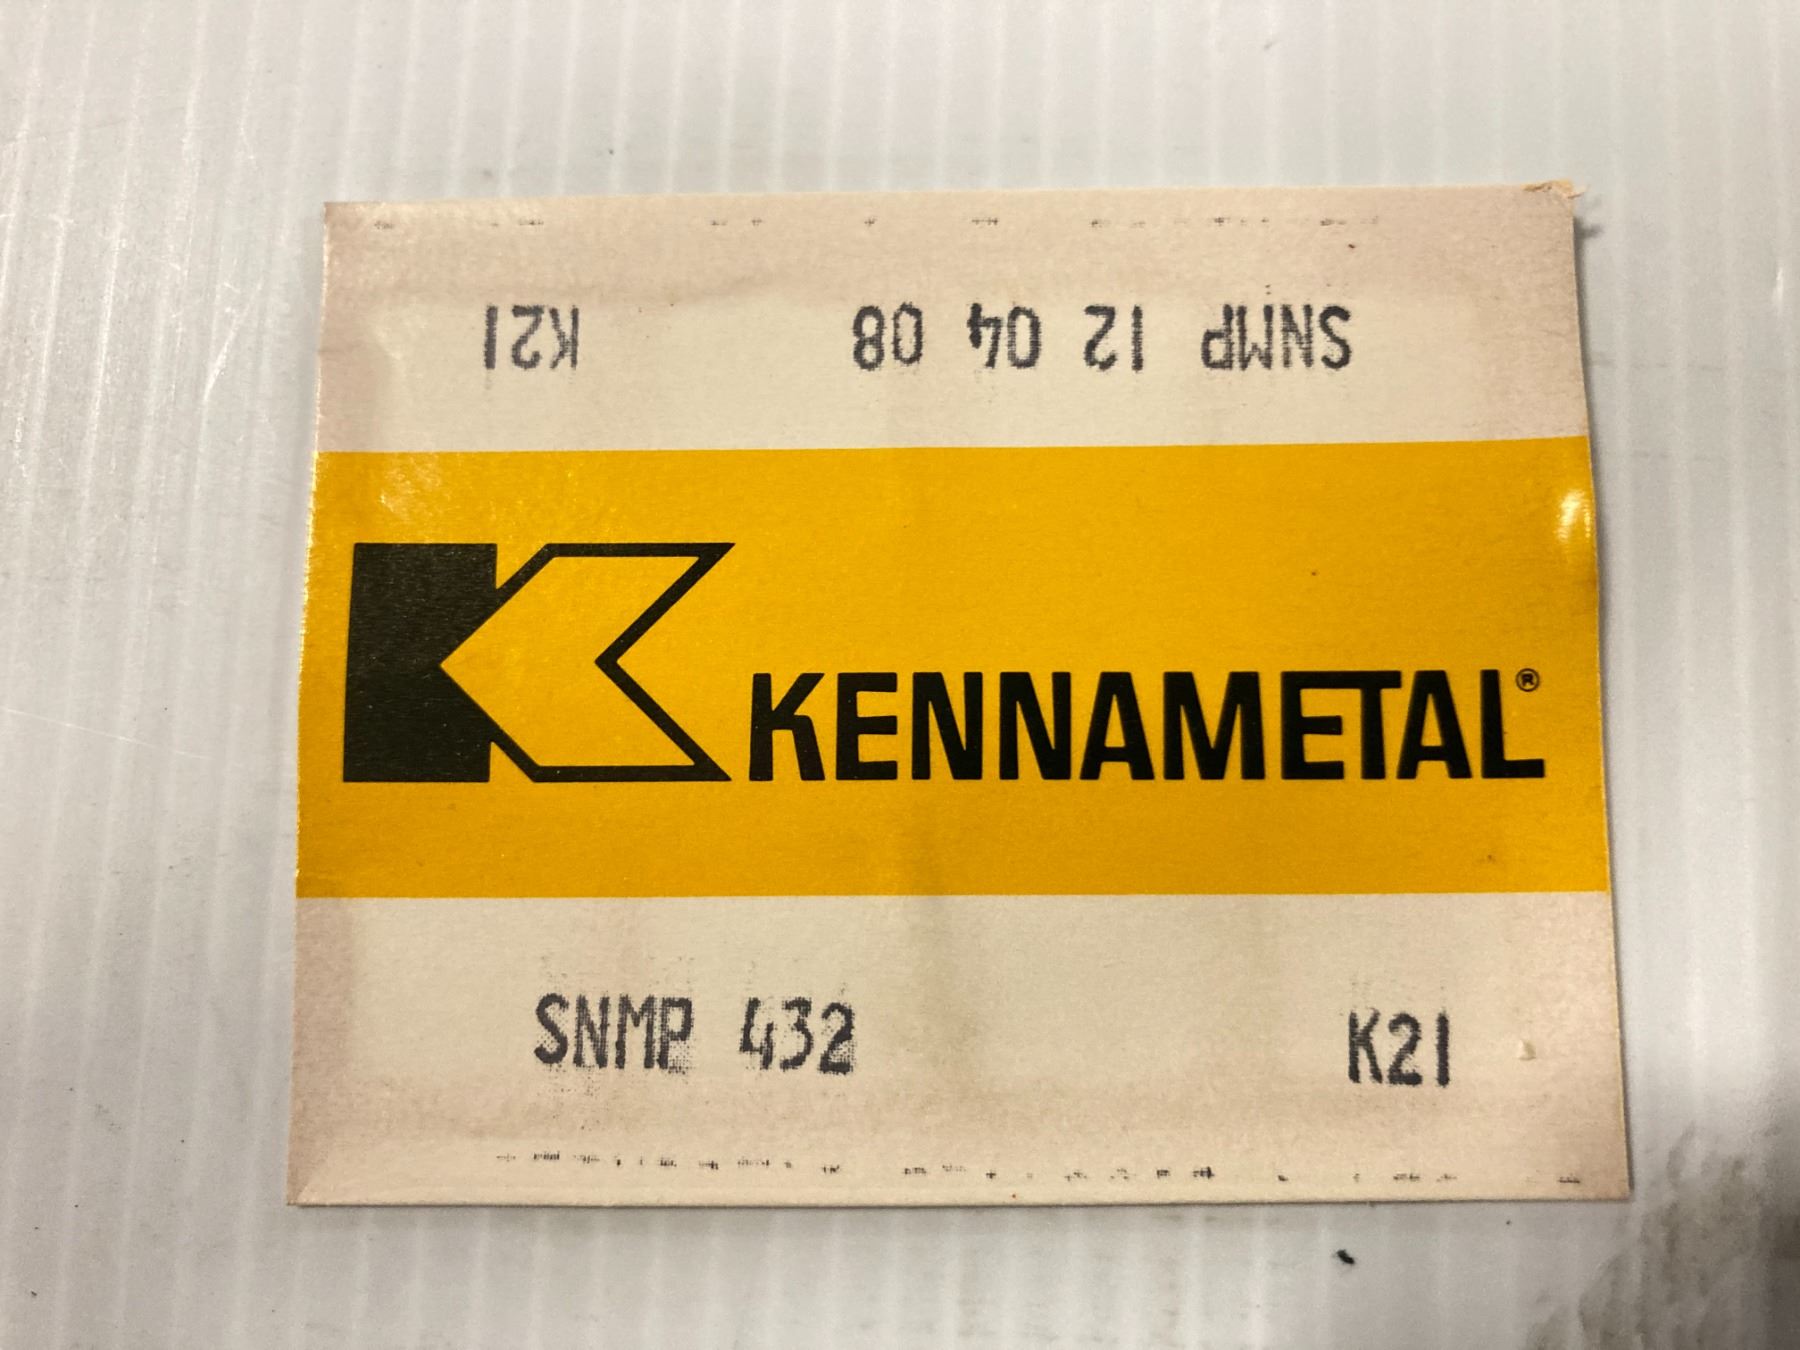 SNMP 12 04 08 K21
KENNAMETAL®
SNMP 432 K21